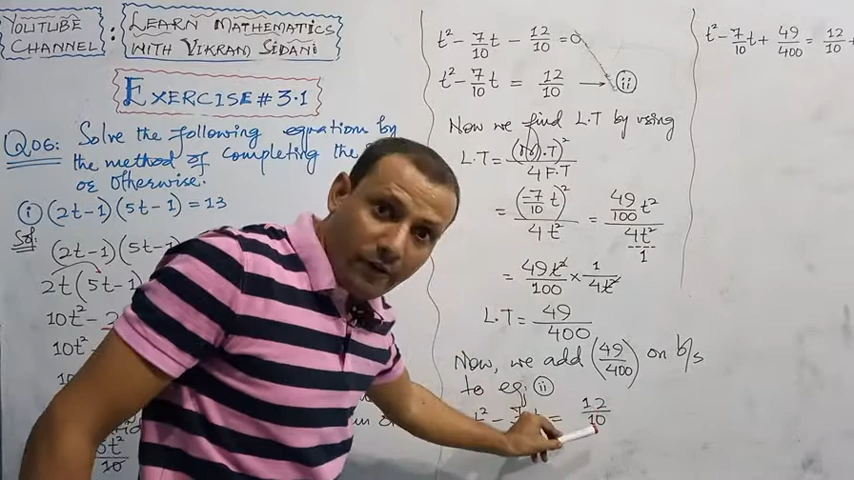 YOUTUBE CHANNEL :
LEARN MATHEMATICS
WITH VIKRAM SIDANI
EXERCISE # 3.1
Q06: Solve the following equations by
the method of completing the
or otherwise.
(i) (2t-1)(5t-1) = 13
Sol:
(2t-1)(5t-1
2t(5t-1
10t² -
10t²
10
t² - 7/10 t - 12/10 = 0
t² - 7/10 t = 12/10 → (ii)
Now we find L.T by using
L.T = (M.T)²/4F.T
= (-7/10 t)²/4t² = 49/100 t²/4t²
1
= 49t²/100 × 1/4t²
L.T = 49/400
Now, we add (49/400) on b/s
to eq: (ii)
t² - = 12/10
t² - 7/10 t + 49/400 = 12/10 +